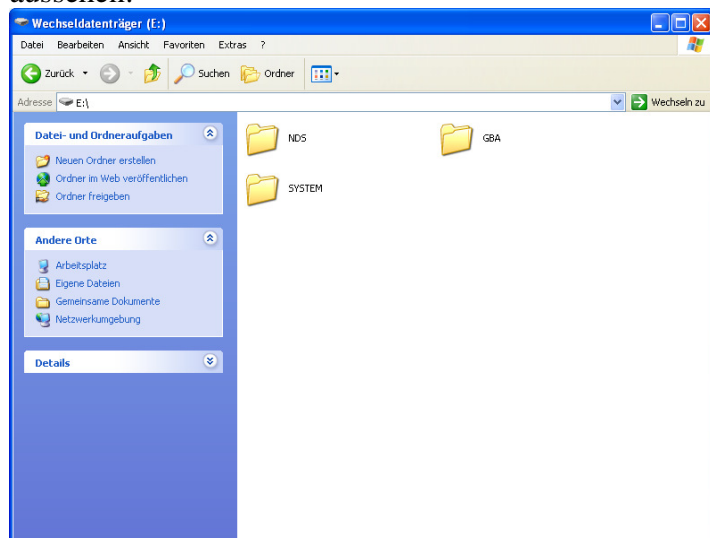 aussehen:
Wechseldatenträger (E:)
Datei Bearbeiten Ansicht Favoriten Extras ?
Zurück Suchen Ordner
Adresse E:\ Wechseln zu
Datei- und Ordneraufgaben
Neuen Ordner erstellen
Ordner im Web veröffentlichen
Ordner freigeben
Andere Orte
Arbeitsplatz
Eigene Dateien
Gemeinsame Dokumente
Netzwerkumgebung
Details
NDS GBA
SYSTEM